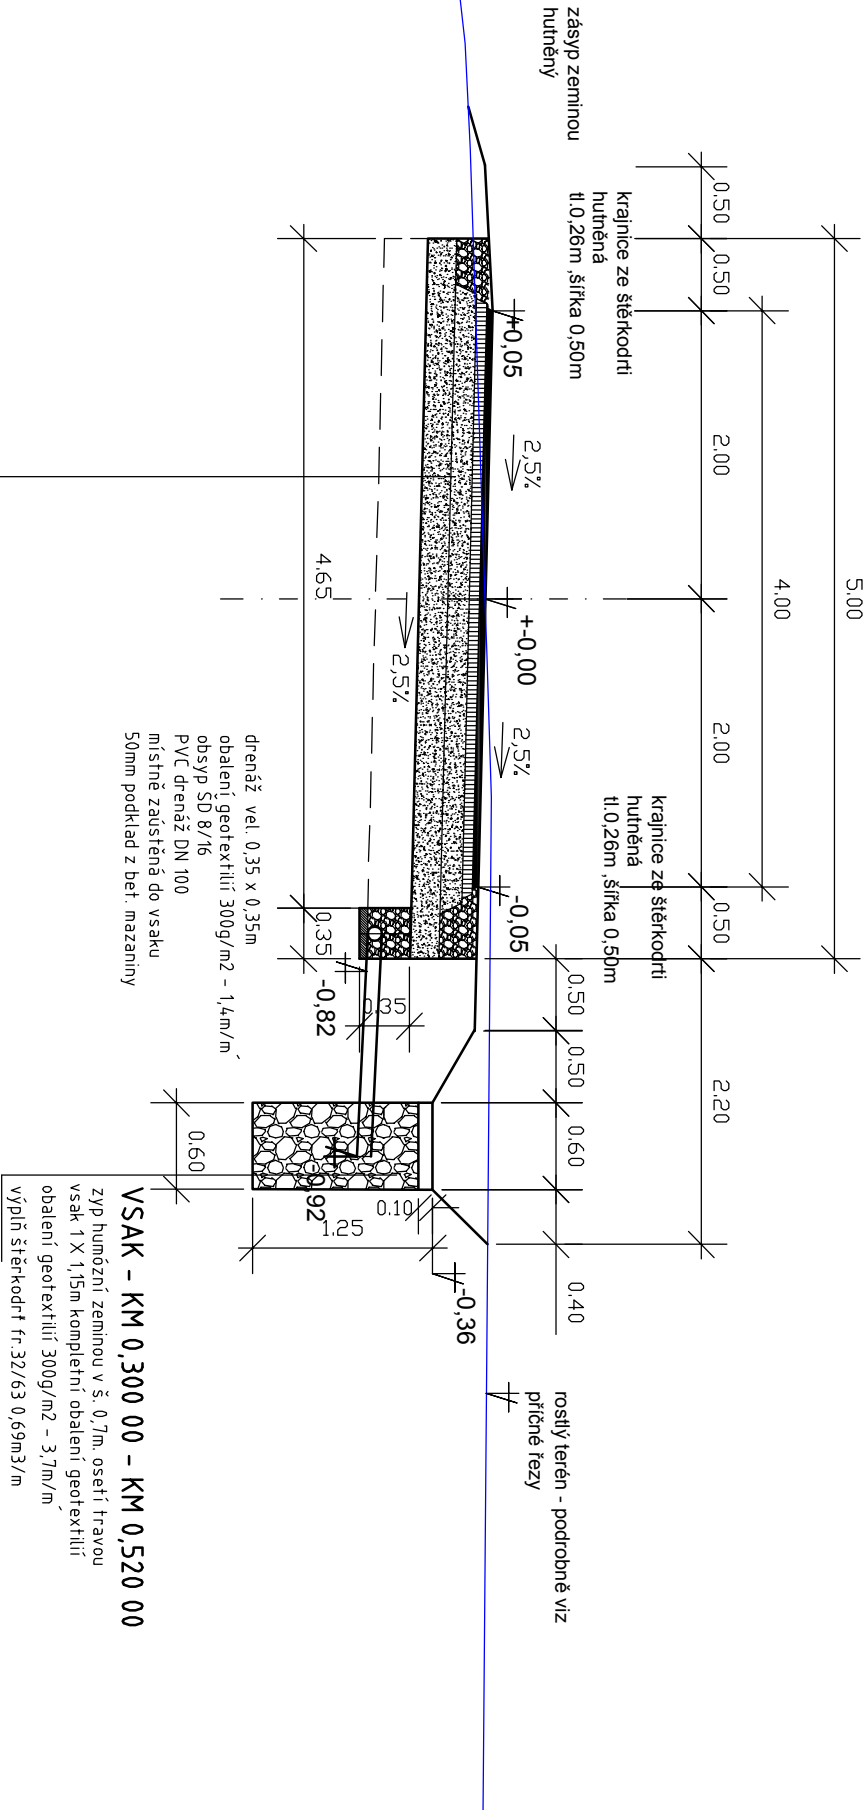 zásyp zeminou
hutněný
krajnice ze štěrkodrti
hutněná
tl.0,26m ,šířka 0,50m
krajnice ze štěrkodrti
hutněná
tl.0,26m ,šířka 0,50m
5.00
4.00
0.50
0.50
2.00
2.00
0.50
2.20
0.50
0.50
0.60
0.40
+0,05
2,5%
+-0,00
2,5%
-0,05
2,5%
4.65
0.35
0.35
-0,82
-0,92
0.10
1.25
-0,36
0.60
rostlý terén - podrobně viz
příčné řezy
drenáž vel. 0,35 x 0,35m
obalení geotextilií 300g/m2 - 1,4m/m´
obsyp ŠD 8/16
PVC drenáž DN 100
místně zaústěná do vsaku
50mm podklad z bet. mazaniny
VSAK - KM 0,300 00 - KM 0,520 00
zyp humózní zeminou v š. 0,7m. osetí travou
vsak 1 X 1,15m kompletní obalení geotextilií
obalení geotextilií 300g/m2 - 3,7m/m´
výplň štěrkodrť fr.32/63 0,69m3/m